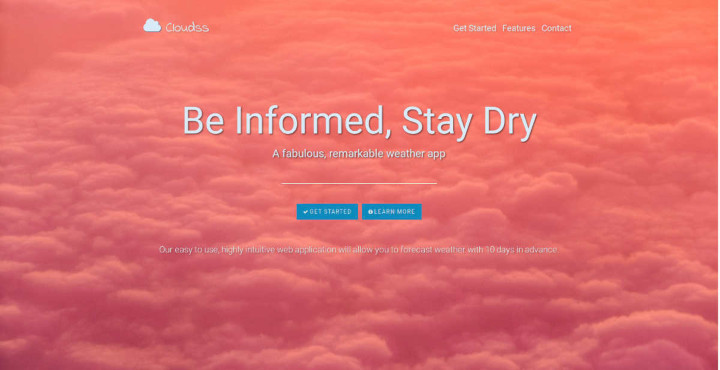 Cloudss
Get Started Features Contact
Be Informed, Stay Dry
A fabulous, remarkable weather app
GET STARTED LEARN MORE
Our easy to use, highly intuitive web application will allow you to forecast weather with 10 days in advance